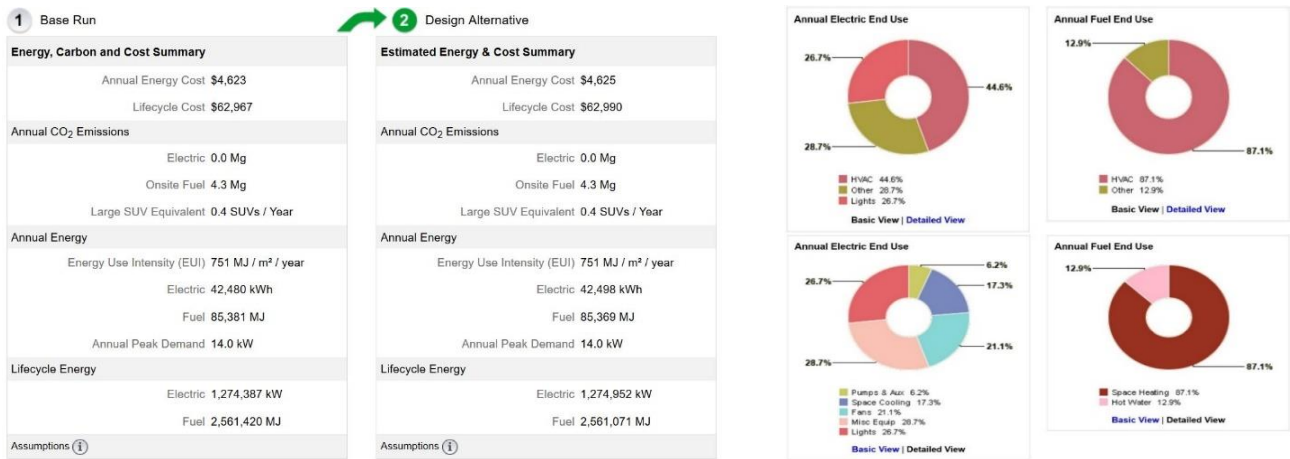 1 Base Run
Energy, Carbon and Cost Summary
Annual Energy Cost $4,623
Lifecycle Cost $62,967
Annual CO2 Emissions
Electric 0.0 Mg
Onsite Fuel 4.3 Mg
Large SUV Equivalent 0.4 SUVs / Year
Annual Energy
Energy Use Intensity (EUI) 751 MJ / m² / year
Electric 42,480 kWh
Fuel 85,381 MJ
Annual Peak Demand 14.0 kW
Lifecycle Energy
Electric 1,274,387 kW
Fuel 2,561,420 MJ
Assumptions i
2 Design Alternative
Estimated Energy & Cost Summary
Annual Energy Cost $4,625
Lifecycle Cost $62,990
Annual CO2 Emissions
Electric 0.0 Mg
Onsite Fuel 4.3 Mg
Large SUV Equivalent 0.4 SUVs / Year
Annual Energy
Energy Use Intensity (EUI) 751 MJ / m² / year
Electric 42,498 kWh
Fuel 85,369 MJ
Annual Peak Demand 14.0 kW
Lifecycle Energy
Electric 1,274,952 kW
Fuel 2,561,071 MJ
Assumptions i
Annual Electric End Use
26.7%
44.6%
28.7%
HVAC 44.6%
Other 28.7%
Lights 26.7%
Basic View | Detailed View
Annual Fuel End Use
12.9%
87.1%
HVAC 87.1%
Other 12.9%
Basic View | Detailed View
Annual Electric End Use
6.2%
26.7%
17.3%
21.1%
28.7%
Pumps & Aux 6.2%
Space Cooling 17.3%
Fans 21.1%
Misc Equip 28.7%
Lights 26.7%
Basic View | Detailed View
Annual Fuel End Use
12.9%
87.1%
Space Heating 87.1%
Hot Water 12.9%
Basic View | Detailed View